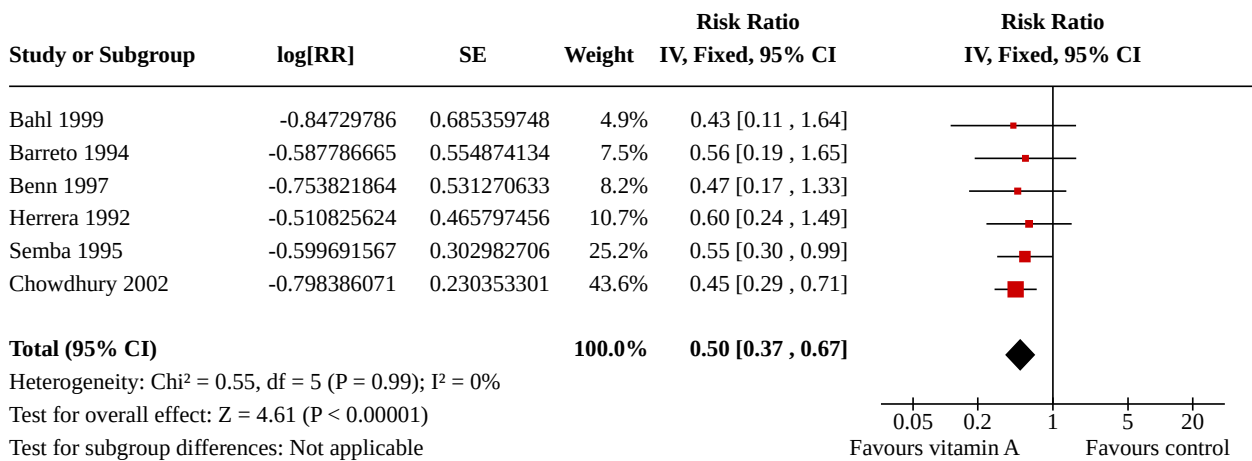 Risk Ratio Risk Ratio
Study or Subgroup log[RR] SE Weight IV, Fixed, 95% CI IV, Fixed, 95% CI
Bahl 1999 -0.84729786 0.685359748 4.9% 0.43 [0.11 , 1.64]
Barreto 1994 -0.587786665 0.554874134 7.5% 0.56 [0.19 , 1.65]
Benn 1997 -0.753821864 0.531270633 8.2% 0.47 [0.17 , 1.33]
Herrera 1992 -0.510825624 0.465797456 10.7% 0.60 [0.24 , 1.49]
Semba 1995 -0.599691567 0.302982706 25.2% 0.55 [0.30 , 0.99]
Chowdhury 2002 -0.798386071 0.230353301 43.6% 0.45 [0.29 , 0.71]
Total (95% CI) 100.0% 0.50 [0.37 , 0.67]
Heterogeneity: Chi² = 0.55, df = 5 (P = 0.99); I² = 0%
Test for overall effect: Z = 4.61 (P < 0.00001)
0.05 0.2 1 5 20
Test for subgroup differences: Not applicable
Favours vitamin A Favours control